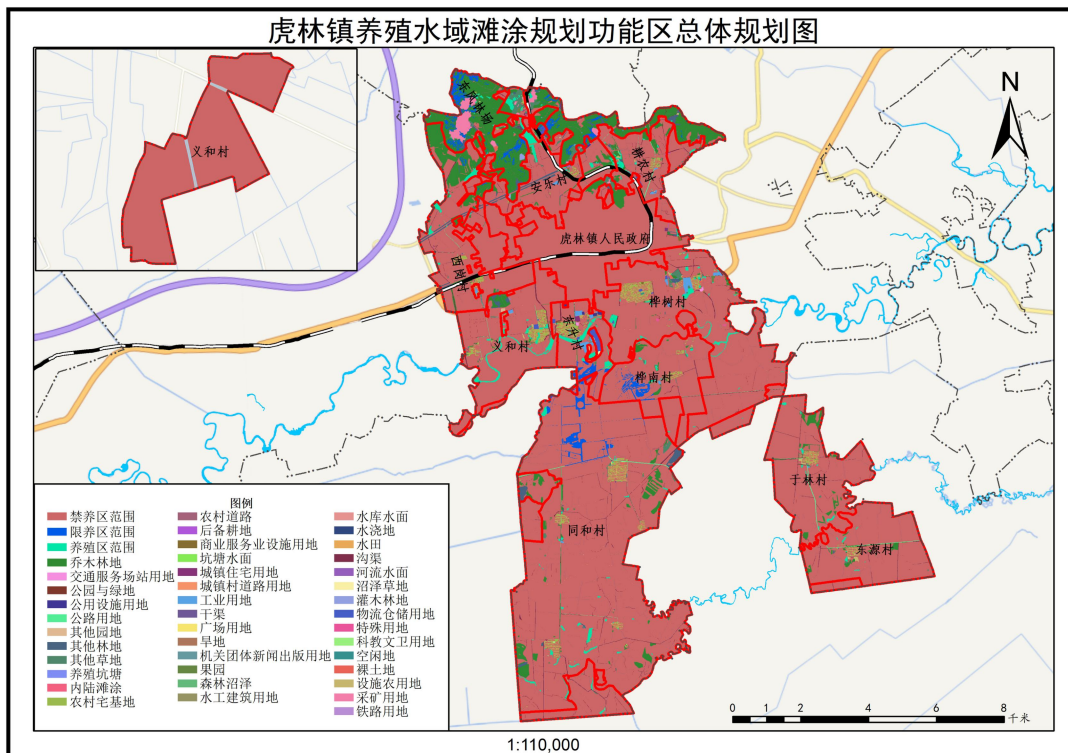 虎林镇养殖水域滩涂规划功能区总体规划图
义和村
N
东风林场
耕农村
安乐村
虎林镇人民政府
西岗村
桦树村
东升村
义和村
桦南村
于林村
同和村
东源村
图例
禁养区范围
限养区范围
养殖区范围
乔木林地
交通服务场站用地
公园与绿地
公用设施用地
公路用地
其他园地
其他林地
其他草地
养殖坑塘
内陆滩涂
农村宅基地
农村道路
后备耕地
商业服务业设施用地
坑塘水面
城镇住宅用地
城镇村道路用地
工业用地
干渠
广场用地
旱地
机关团体新闻出版用地
果园
森林沼泽
水工建筑用地
水库水面
水浇地
水田
沟渠
河流水面
沼泽草地
灌木林地
物流仓储用地
特殊用地
科教文卫用地
空闲地
裸土地
设施农用地
采矿用地
铁路用地
0 1 2 4 6 8
千米
1:110,000